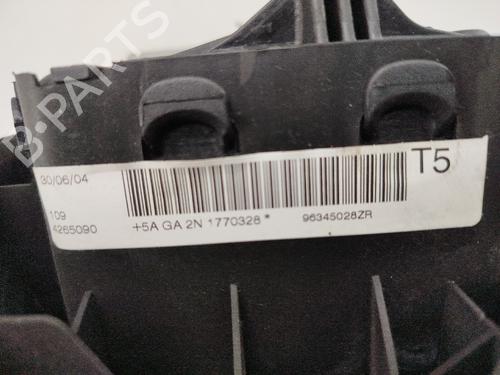 B-PARTS
30/06/04
T5
109
4265090
+5A GA 2N 1770328 *
96345028ZR